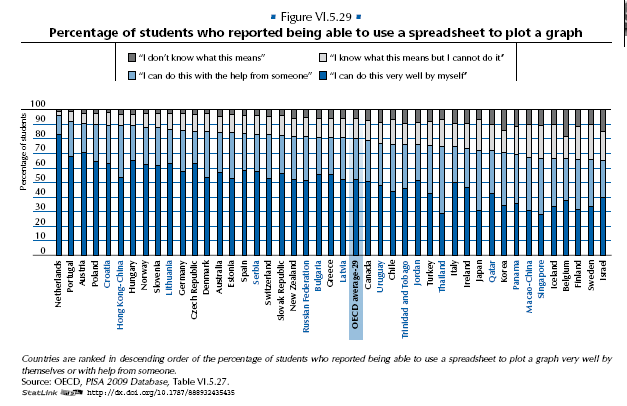 ▪ Figure VI.5.29 ▪
Percentage of students who reported being able to use a spreadsheet to plot a graph
"I don't know what this means"
"I know what this means but I cannot do it"
"I can do this with the help from someone"
"I can do this very well by myself"
Percentage of students
100
90
80
70
60
50
40
30
20
10
0
Netherlands
Portugal
Austria
Poland
Croatia
Hong Kong-China
Hungary
Norway
Slovenia
Lithuania
Germany
Czech Republic
Denmark
Australia
Estonia
Spain
Serbia
Switzerland
Slovak Republic
New Zealand
Russian Federation
Bulgaria
Greece
Latvia
OECD average-29
Canada
Uruguay
Chile
Trinidad and Tobago
Jordan
Turkey
Thailand
Italy
Ireland
Japan
Qatar
Korea
Panama
Macao-China
Singapore
Iceland
Belgium
Finland
Sweden
Israel
Countries are ranked in descending order of the percentage of students who reported being able to use a spreadsheet to plot a graph very well by
themselves or with help from someone.
Source: OECD, PISA 2009 Database, Table VI.5.27.
StatLink http://dx.doi.org/10.1787/888932435435